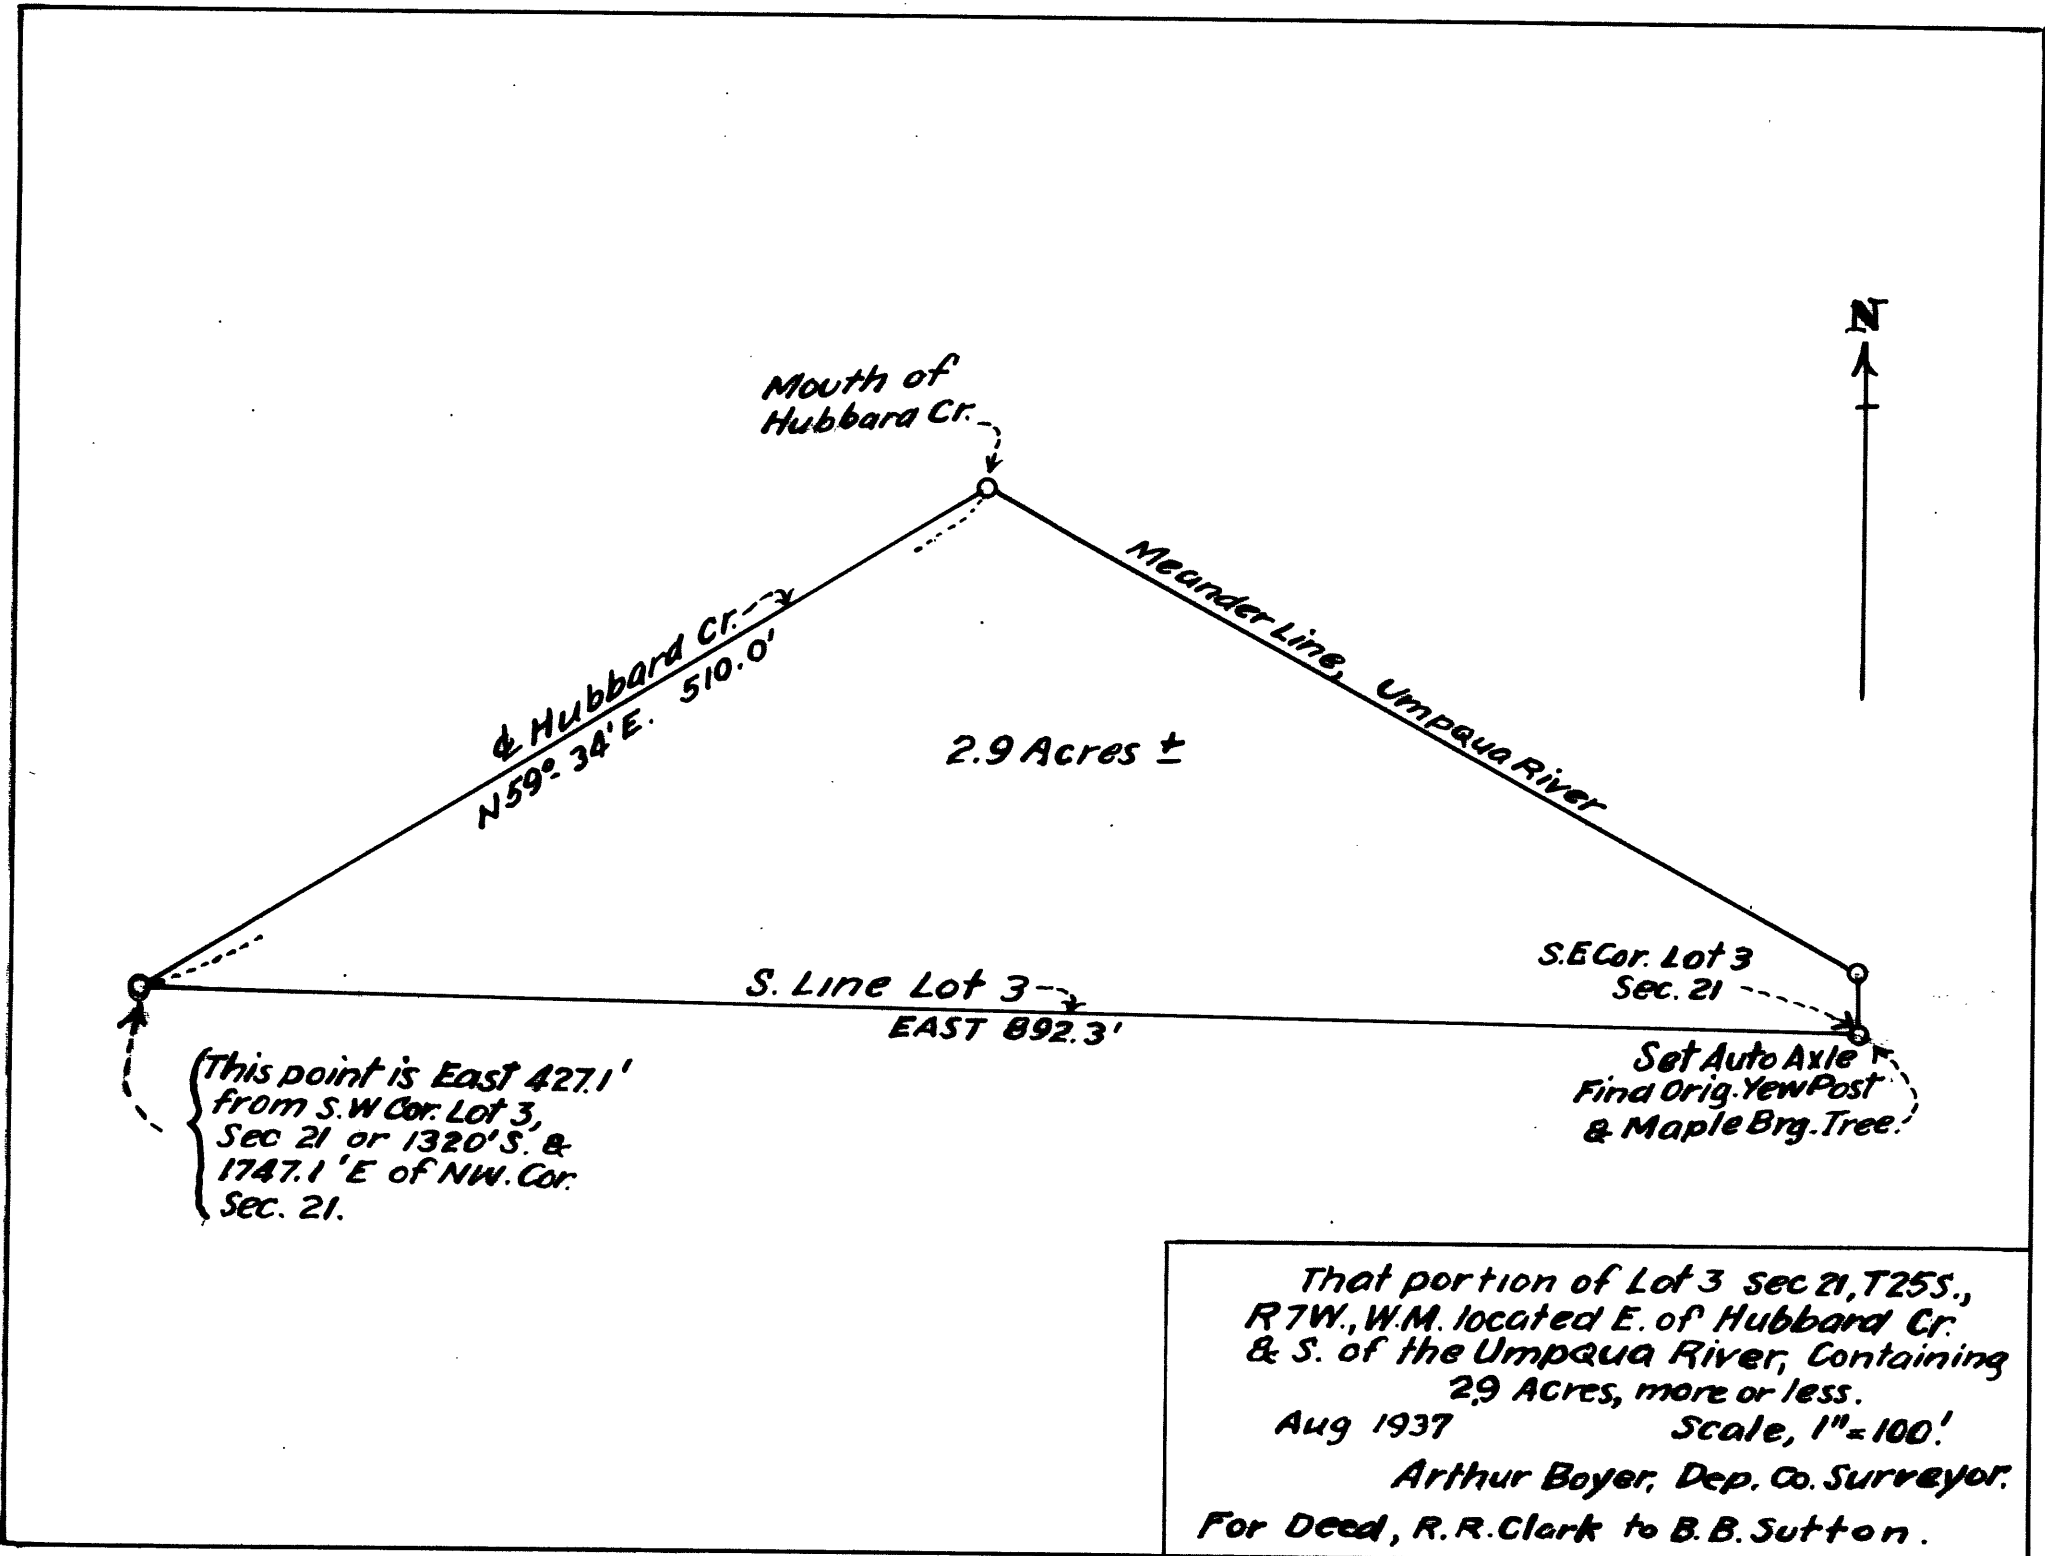 N
Mouth of
Hubbard Cr.
℄ Hubbard Cr.
N 59°-34' E. 510.0'
Meander Line, Umpqua River
2.9 Acres ±
S. Line Lot 3
EAST 892.3'
S.E Cor. Lot 3
Sec. 21
Set Auto Axle
Find Orig. Yew Post
& Maple Brg. Tree.
This point is East 427.1'
from S.W Cor. Lot 3,
Sec 21 or 1320' S. &
1747.1' E of NW. Cor.
Sec. 21.
That portion of Lot 3 Sec 21, T25S.,
R 7W., W.M. located E. of Hubbard Cr.
& S. of the Umpqua River, Containing
2.9 Acres, more or less.
Aug 1937 Scale, 1"=100'.
Arthur Boyer, Dep. Co. Surveyor.
For Deed, R.R. Clark to B.B. Sutton.